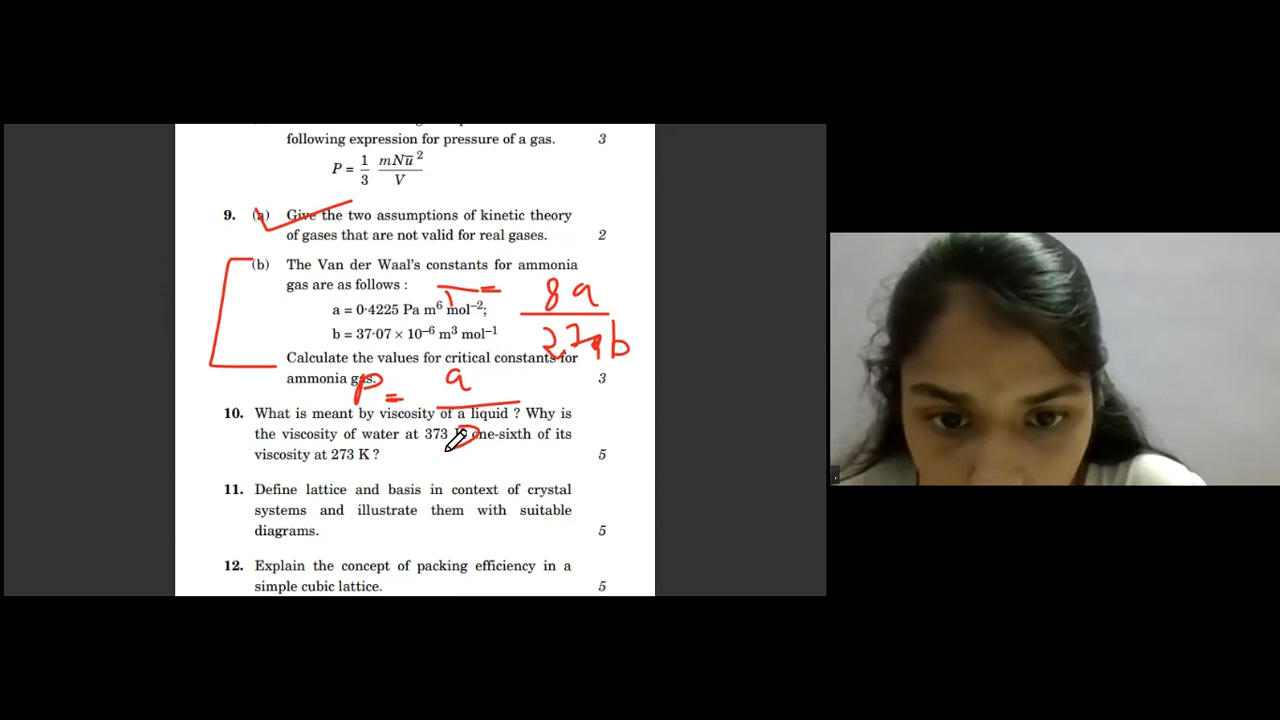 following expression for pressure of a gas. 3
P = 1/3 mNū²/V
9. (a) Give the two assumptions of kinetic theory
of gases that are not valid for real gases. 2
(b) The Van der Waal's constants for ammonia
gas are as follows :
a = 0·4225 Pa m⁶ mol⁻²;
b = 37·07 × 10⁻⁶ m³ mol⁻¹
T = 8a / 27 b
Calculate the values for critical constants for
ammonia gas. 3
P = a
10. What is meant by viscosity of a liquid ? Why is
the viscosity of water at 373 K one-sixth of its
viscosity at 273 K ? 5
11. Define lattice and basis in context of crystal
systems and illustrate them with suitable
diagrams. 5
12. Explain the concept of packing efficiency in a
simple cubic lattice. 5